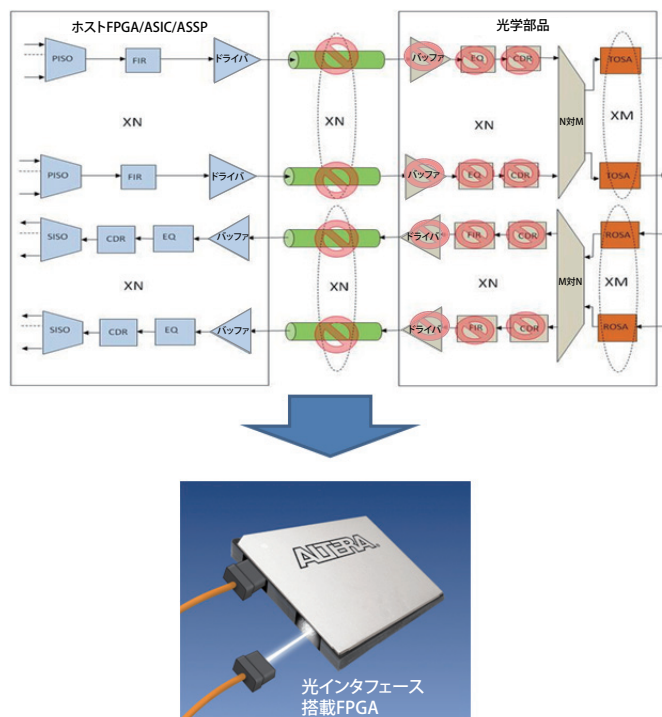 ホストFPGA/ASIC/ASSP
光学部品
PISO
FIR
ドライバ
バッファ
EQ
CDR
TOSA
XN
XN
XN
N対M
XM
PISO
FIR
ドライバ
バッファ
EQ
CDR
TOSA
SISO
CDR
EQ
バッファ
ドライバ
FIR
CDR
ROSA
XN
XN
XN
M対N
XM
SISO
CDR
EQ
バッファ
ドライバ
FIR
CDR
ROSA
ALTERA
光インタフェース
搭載FPGA